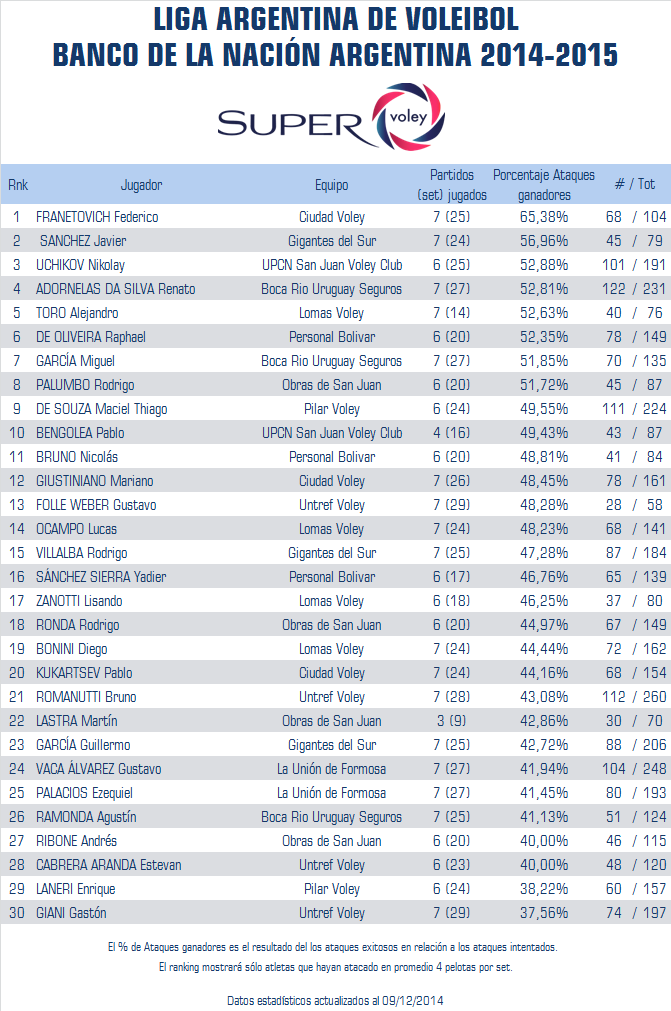 LIGA ARGENTINA DE VOLEIBOL
BANCO DE LA NACIÓN ARGENTINA 2014-2015
SUPER voley
Rnk Jugador Equipo Partidos (set) jugados Porcentaje Ataques ganadores # / Tot
1 FRANETOVICH Federico Ciudad Voley 7 (25) 65,38% 68 / 104
2 SANCHEZ Javier Gigantes del Sur 7 (24) 56,96% 45 / 79
3 UCHIKOV Nikolay UPCN San Juan Voley Club 6 (25) 52,88% 101 / 191
4 ADORNELAS DA SILVA Renato Boca Rio Uruguay Seguros 7 (27) 52,81% 122 / 231
5 TORO Alejandro Lomas Voley 7 (14) 52,63% 40 / 76
6 DE OLIVEIRA Raphael Personal Bolivar 6 (20) 52,35% 78 / 149
7 GARCÍA Miguel Boca Rio Uruguay Seguros 7 (27) 51,85% 70 / 135
8 PALUMBO Rodrigo Obras de San Juan 6 (20) 51,72% 45 / 87
9 DE SOUZA Maciel Thiago Pilar Voley 6 (24) 49,55% 111 / 224
10 BENGOLEA Pablo UPCN San Juan Voley Club 4 (16) 49,43% 43 / 87
11 BRUNO Nicolás Personal Bolivar 6 (20) 48,81% 41 / 84
12 GIUSTINIANO Mariano Ciudad Voley 7 (26) 48,45% 78 / 161
13 FOLLE WEBER Gustavo Untref Voley 7 (29) 48,28% 28 / 58
14 OCAMPO Lucas Lomas Voley 7 (24) 48,23% 68 / 141
15 VILLALBA Rodrigo Gigantes del Sur 7 (25) 47,28% 87 / 184
16 SÁNCHEZ SIERRA Yadier Personal Bolivar 6 (17) 46,76% 65 / 139
17 ZANOTTI Lisando Lomas Voley 6 (18) 46,25% 37 / 80
18 RONDA Rodrigo Obras de San Juan 6 (20) 44,97% 67 / 149
19 BONINI Diego Lomas Voley 7 (24) 44,44% 72 / 162
20 KUKARTSEV Pablo Ciudad Voley 7 (24) 44,16% 68 / 154
21 ROMANUTTI Bruno Untref Voley 7 (28) 43,08% 112 / 260
22 LASTRA Martín Obras de San Juan 3 (9) 42,86% 30 / 70
23 GARCÍA Guillermo Gigantes del Sur 7 (25) 42,72% 88 / 206
24 VACA ÁLVAREZ Gustavo La Unión de Formosa 7 (27) 41,94% 104 / 248
25 PALACIOS Ezequiel La Unión de Formosa 7 (27) 41,45% 80 / 193
26 RAMONDA Agustín Boca Rio Uruguay Seguros 7 (25) 41,13% 51 / 124
27 RIBONE Andrés Obras de San Juan 6 (20) 40,00% 46 / 115
28 CABRERA ARANDA Estevan Untref Voley 6 (23) 40,00% 48 / 120
29 LANERI Enrique Pilar Voley 6 (24) 38,22% 60 / 157
30 GIANI Gastón Untref Voley 7 (29) 37,56% 74 / 197
El % de Ataques ganadores es el resultado del los ataques exitosos en relación a los ataques intentados.
El ranking mostrará sólo atletas que hayan atacado en promedio 4 pelotas por set.
Datos estadísticos actualizados al 09/12/2014